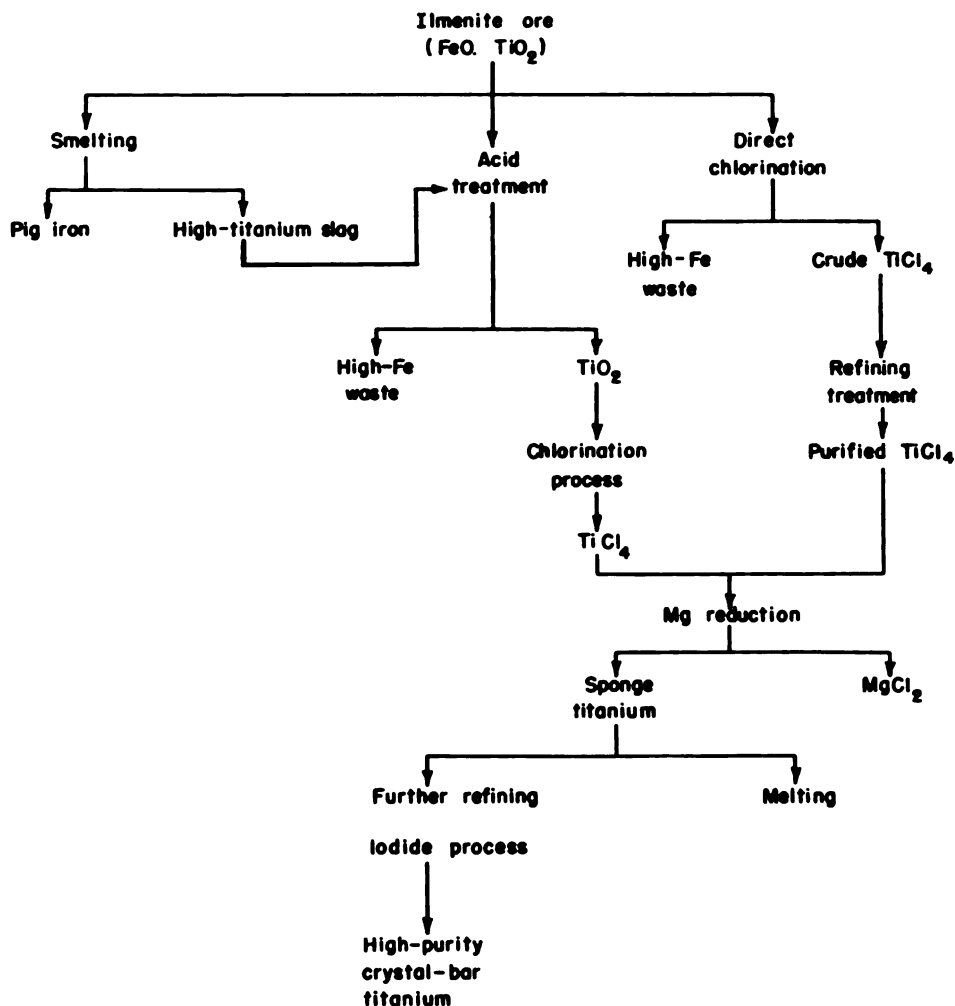 Ilmenite ore
(FeO. TiO₂)
Smelting
Acid
treatment
Direct
chlorination
Pig iron
High-titanium slag
High-Fe
waste
Crude TiCl₄
High-Fe
waste
TiO₂
Refining
treatment
Chlorination
process
Purified TiCl₄
TiCl₄
Mg reduction
Sponge
titanium
MgCl₂
Further refining
Melting
Iodide process
High-purity
crystal-bar
titanium